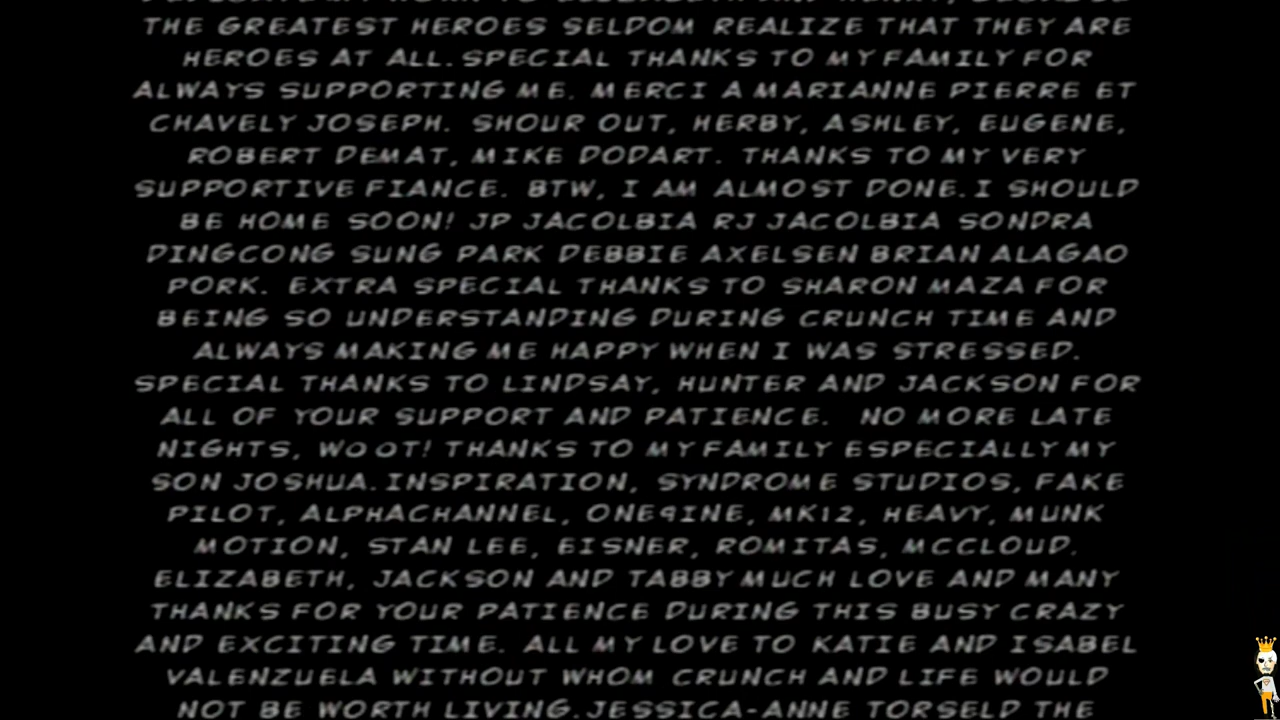 THE GREATEST HEROES SELDOM REALIZE THAT THEY ARE
HEROES AT ALL. SPECIAL THANKS TO MY FAMILY FOR
ALWAYS SUPPORTING ME. MERCI A MARIANNE PIERRE ET
CHAVELY JOSEPH. SHOUR OUT, HERBY, ASHLEY, EUGENE,
ROBERT DEMAT, MIKE DODART. THANKS TO MY VERY
SUPPORTIVE FIANCE. BTW, I AM ALMOST DONE. I SHOULD
BE HOME SOON! JP JACOLBIA RJ JACOLBIA SONDRA
DINGCONG SUNG PARK DEBBIE AXELSEN BRIAN ALAGAO
PORK. EXTRA SPECIAL THANKS TO SHARON MAZA FOR
BEING SO UNDERSTANDING DURING CRUNCH TIME AND
ALWAYS MAKING ME HAPPY WHEN I WAS STRESSED.
SPECIAL THANKS TO LINDSAY, HUNTER AND JACKSON FOR
ALL OF YOUR SUPPORT AND PATIENCE. NO MORE LATE
NIGHTS, WOOT! THANKS TO MY FAMILY ESPECIALLY MY
SON JOSHUA. INSPIRATION, SYNDROME STUDIOS, FAKE
PILOT, ALPHACHANNEL, ONE9INE, MK12, HEAVY, MUNK
MOTION, STAN LEE, EISNER, ROMITAS, MCCLOUD.
ELIZABETH, JACKSON AND TABBY MUCH LOVE AND MANY
THANKS FOR YOUR PATIENCE DURING THIS BUSY CRAZY
AND EXCITING TIME. ALL MY LOVE TO KATIE AND ISABEL
VALENZUELA WITHOUT WHOM CRUNCH AND LIFE WOULD
NOT BE WORTH LIVING. JESSICA-ANNE TORSELD THE